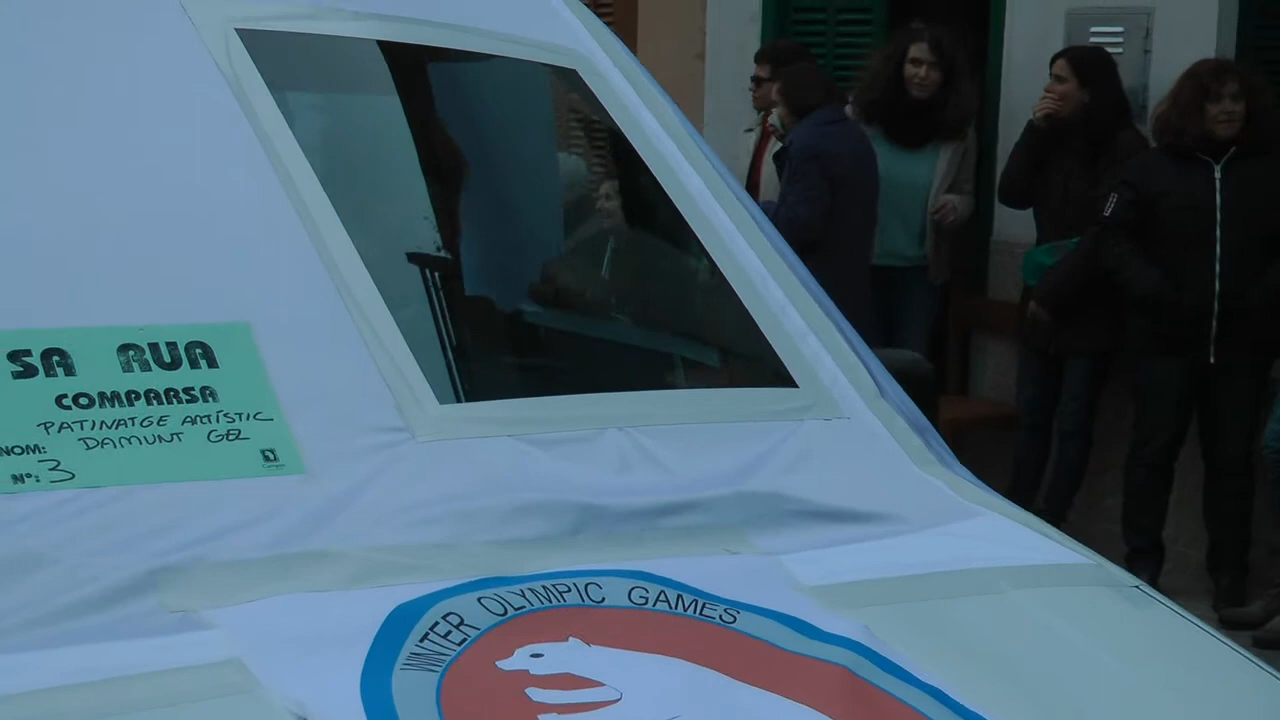 SA RUA
COMPARSA
PATINATGE ARTÍSTIC
NOM: DAMUNT GEL
Nº: 3
WINTER OLYMPIC GAMES